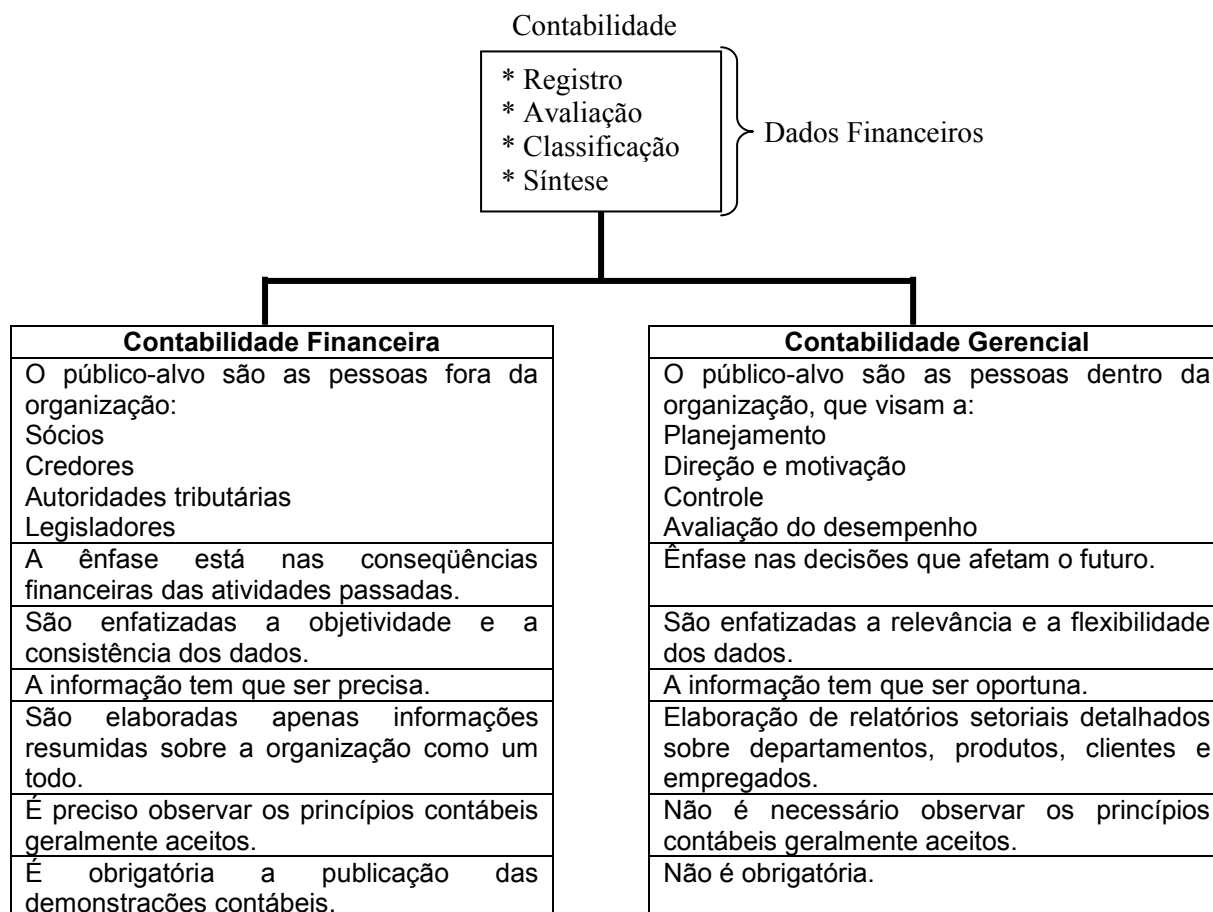 Contabilidade
* Registro
* Avaliação
* Classificação
* Síntese
Dados Financeiros
Contabilidade Financeira
O público-alvo são as pessoas fora da
organização:
Sócios
Credores
Autoridades tributárias
Legisladores
A ênfase está nas conseqüências
financeiras das atividades passadas.
São enfatizadas a objetividade e a
consistência dos dados.
A informação tem que ser precisa.
São elaboradas apenas informações
resumidas sobre a organização como um
todo.
É preciso observar os princípios contábeis
geralmente aceitos.
É obrigatória a publicação das
demonstrações contábeis.
Contabilidade Gerencial
O público-alvo são as pessoas dentro da
organização, que visam a:
Planejamento
Direção e motivação
Controle
Avaliação do desempenho
Ênfase nas decisões que afetam o futuro.
São enfatizadas a relevância e a flexibilidade
dos dados.
A informação tem que ser oportuna.
Elaboração de relatórios setoriais detalhados
sobre departamentos, produtos, clientes e
empregados.
Não é necessário observar os princípios
contábeis geralmente aceitos.
Não é obrigatória.